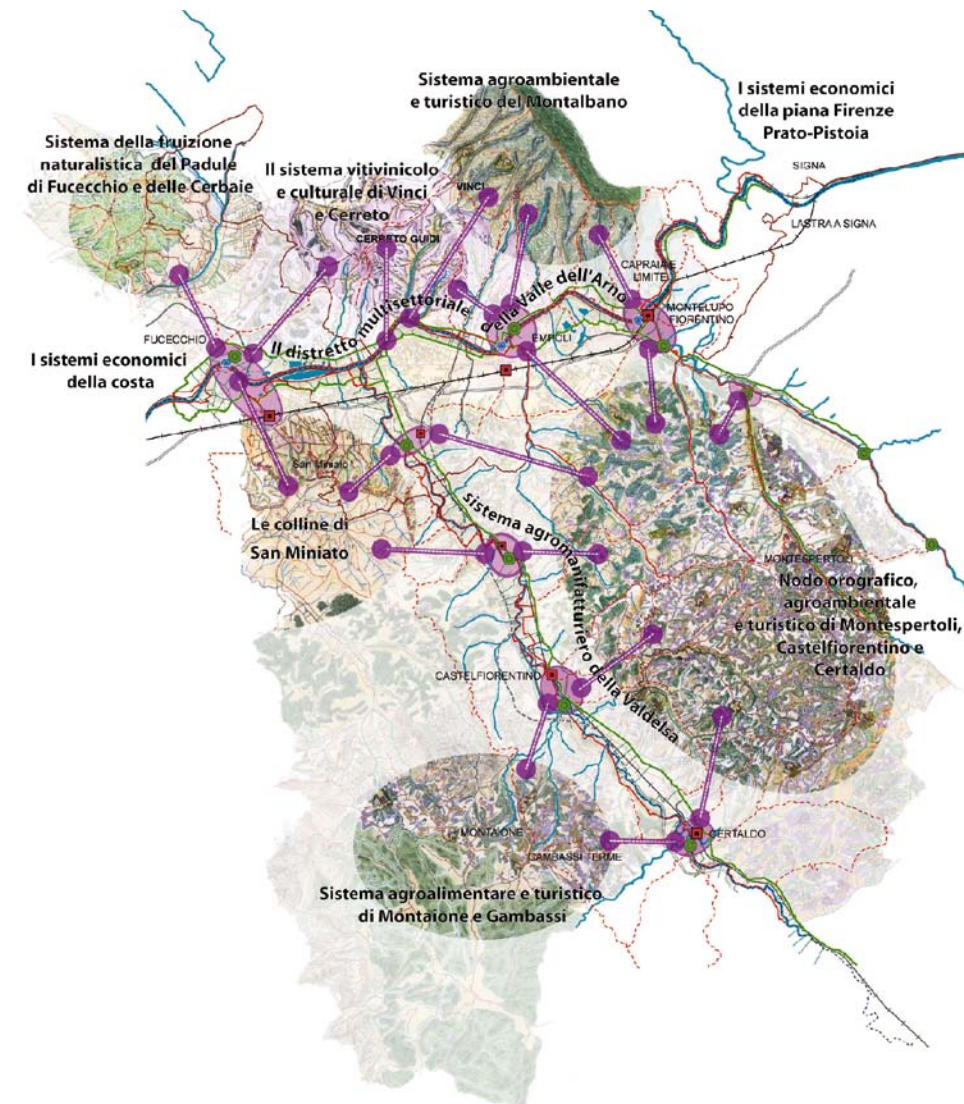 Sistema agroambientale
e turistico del Montalbano
I sistemi economici
della piana Firenze
Prato-Pistoia
Sistema della fruizione
naturalistica del Padule
di Fucecchio e delle Cerbaie
Il sistema vitivinicolo
e culturale di Vinci
e Cerreto
SIGNA
VINCI
LASTRA A SIGNA
CERRETO GUIDI
CAPRAIA E
LIMITE
MONTELUPO
FIORENTINO
Il distretto multisettoriale della Valle dell'Arno
FUCECCHIO
EMPOLI
I sistemi economici
della costa
San Miniato
Le colline di
San Miniato
sistema agromanifatturiero della Valdelsa
MONTESPERTOLI
Nodo orografico,
agroambientale
e turistico di Montespertoli,
Castelfiorentino e
Certaldo
CASTELFIORENTINO
MONTAIONE
CERTALDO
GAMBASSI TERME
Sistema agroalimentare e turistico
di Montaione e Gambassi